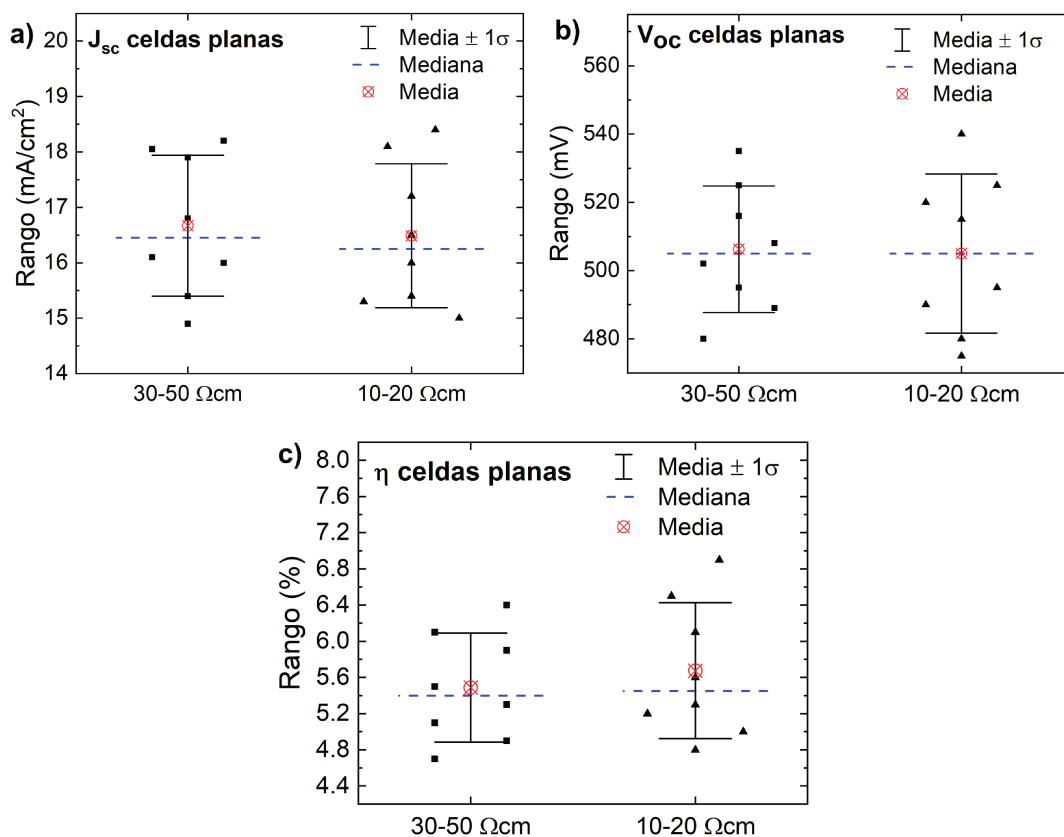 a)
J_sc celdas planas
Media ± 1σ
Mediana
Media
Rango (mA/cm²)
20
19
18
17
16
15
14
30-50 Ωcm
10-20 Ωcm
b)
V_OC celdas planas
Media ± 1σ
Mediana
Media
Rango (mV)
560
540
520
500
480
30-50 Ωcm
10-20 Ωcm
c)
η celdas planas
Media ± 1σ
Mediana
Media
Rango (%)
8.0
7.6
7.2
6.8
6.4
6.0
5.6
5.2
4.8
4.4
30-50 Ωcm
10-20 Ωcm